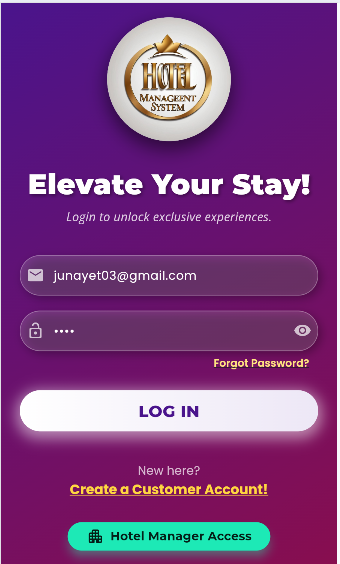 HOTEL
MANAGEENT
SYSTEM
Elevate Your Stay!
Login to unlock exclusive experiences.
junayet03@gmail.com
••••
Forgot Password?
LOG IN
New here?
Create a Customer Account!
Hotel Manager Access